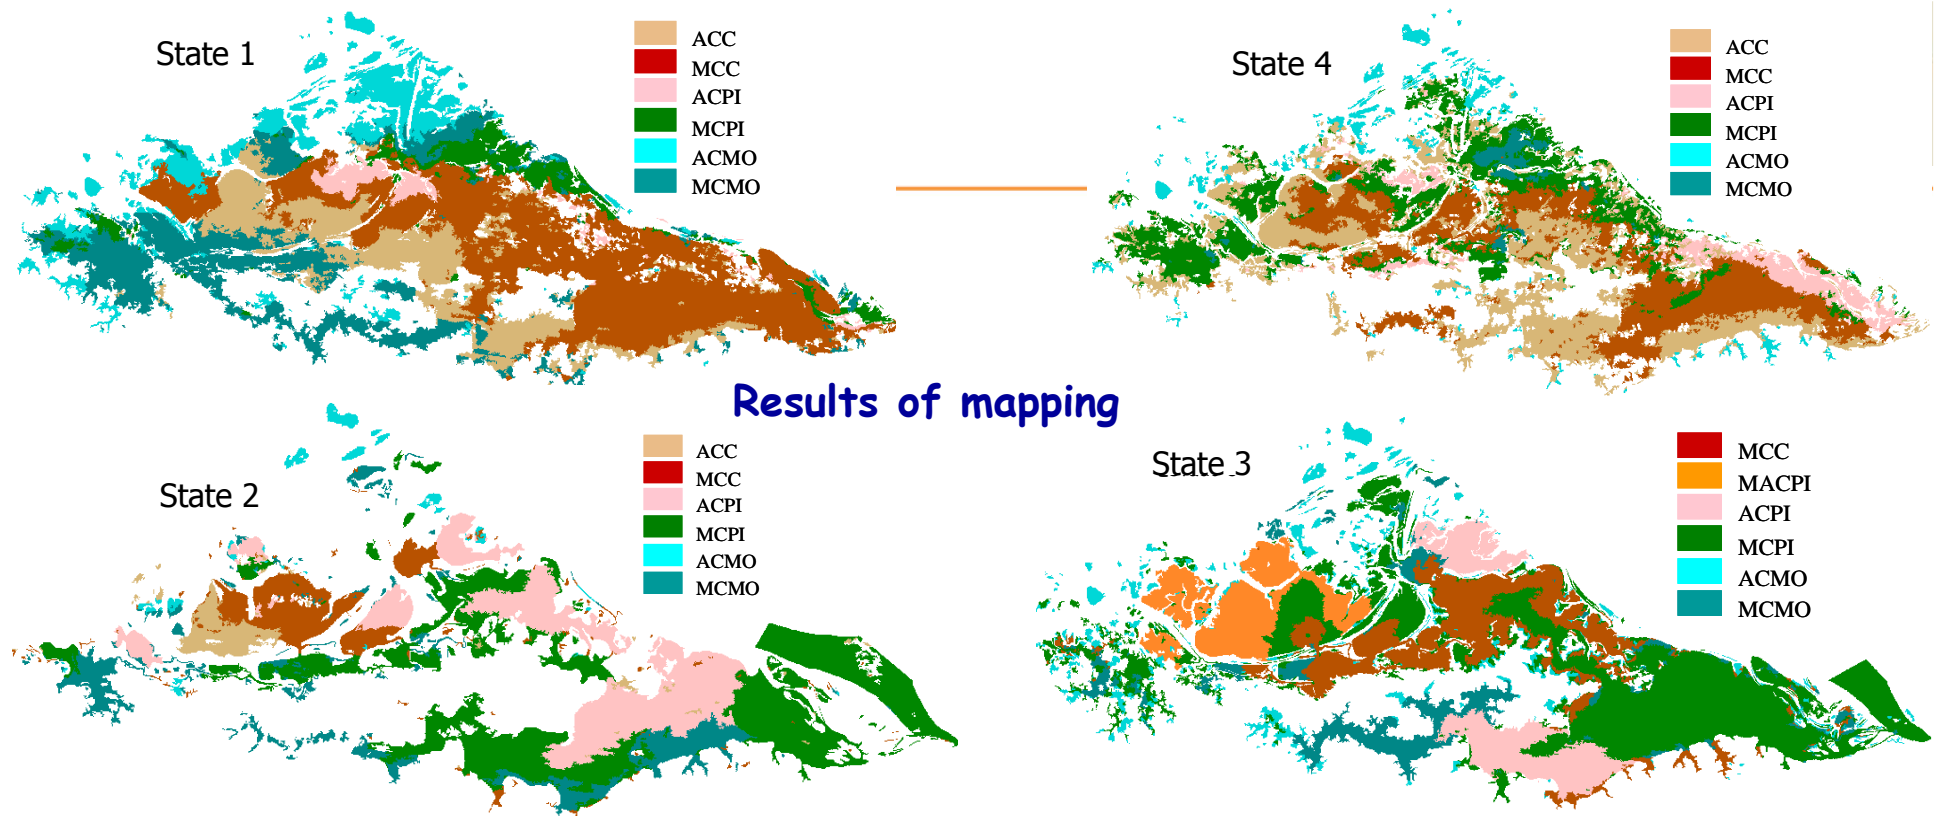 State 1
ACC
MCC
ACPI
MCPI
ACMO
MCMO
State 4
ACC
MCC
ACPI
MCPI
ACMO
MCMO
Results of mapping
State 2
ACC
MCC
ACPI
MCPI
ACMO
MCMO
State 3
MCC
MACPI
ACPI
MCPI
ACMO
MCMO